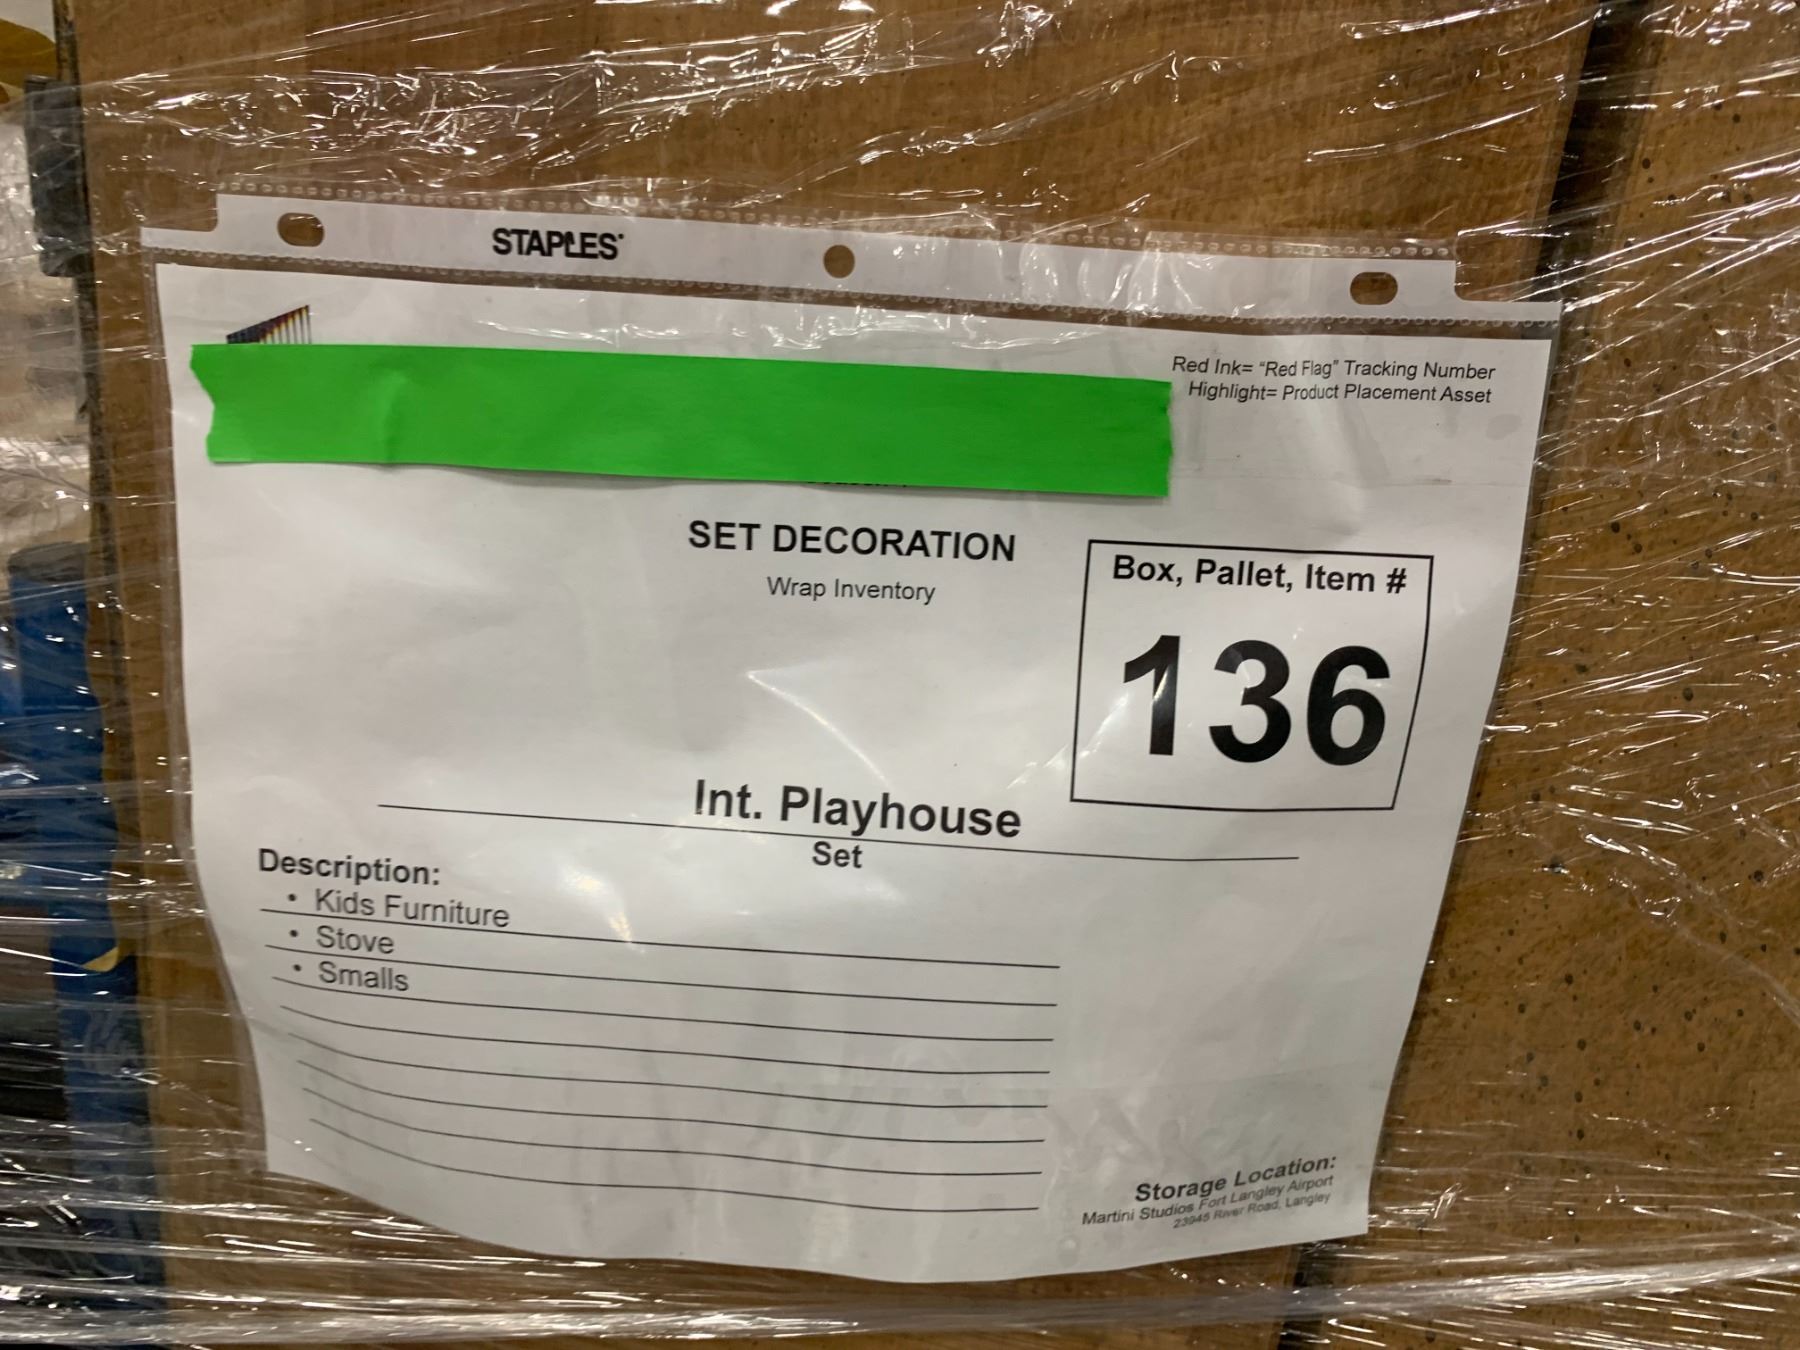 STAPLES
Red Ink= “Red Flag” Tracking Number
Highlight= Product Placement Asset
SET DECORATION
Wrap Inventory
Box, Pallet, Item #
136
Int. Playhouse
Set
Description:
• Kids Furniture
• Stove
• Smalls
Storage Location:
Martini Studios Fort Langley Airport
23945 River Road, Langley